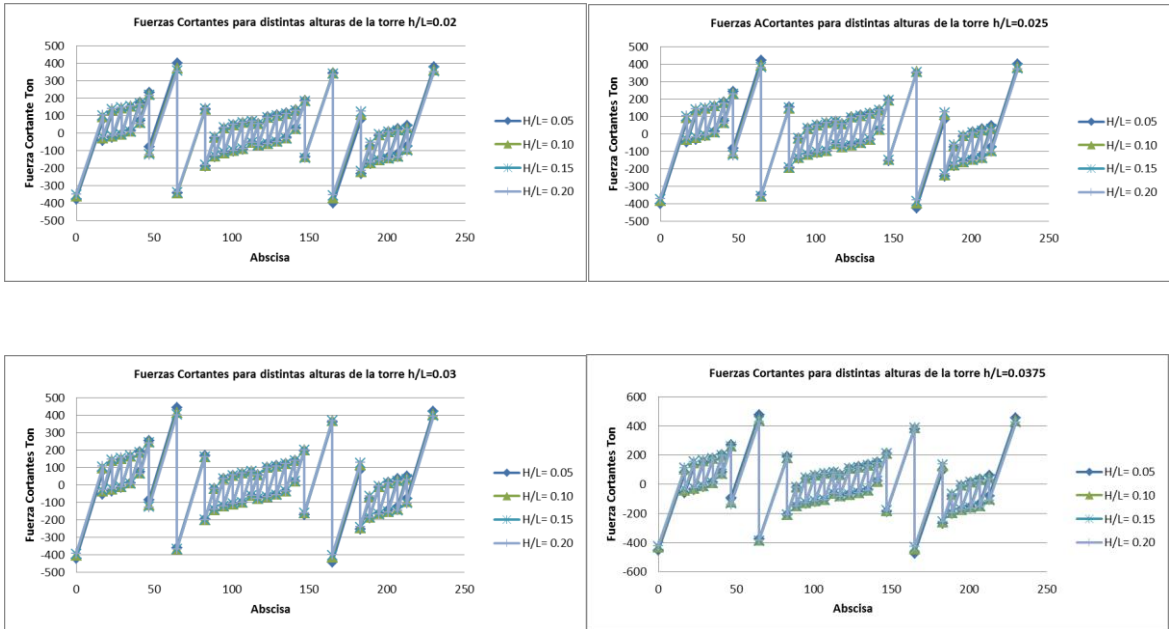 Fuerzas Cortantes para distintas alturas de la torre h/L=0.02
Fuerza Cortante Ton
500
400
300
200
100
0
-100
-200
-300
-400
-500
0
50
100
150
200
250
Abscisa
H/L= 0.05
H/L= 0.10
H/L= 0.15
H/L= 0.20
Fuerzas ACortantes para distintas alturas de la torre h/L=0.025
Fuerza Cortantes Ton
500
400
300
200
100
0
-100
-200
-300
-400
-500
0
50
100
150
200
250
Abscisa
H/L= 0.05
H/L= 0.10
H/L= 0.15
H/L= 0.20
Fuerzas Cortantes para distintas alturas de la torre h/L=0.03
Fuerza Cortantes Ton
500
400
300
200
100
0
-100
-200
-300
-400
-500
0
50
100
150
200
250
Abscisa
H/L= 0.05
H/L= 0.10
H/L= 0.15
H/L= 0.20
Fuerzas Cortantes para distintas alturas de la torre h/L=0.0375
Fuerza Cortantes Ton
600
400
200
0
-200
-400
-600
0
50
100
150
200
250
Abscisa
H/L= 0.05
H/L= 0.10
H/L= 0.15
H/L= 0.20